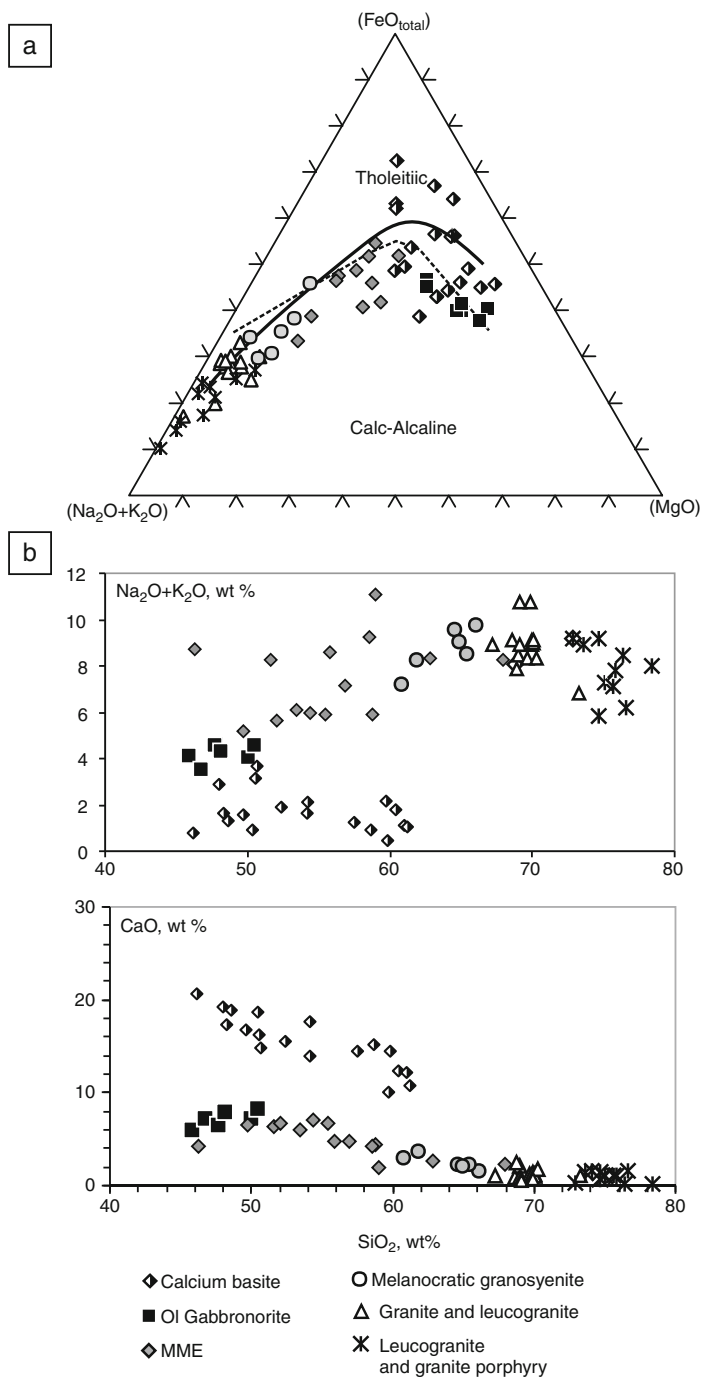 a
(FeO₍total₎)
Tholeitiic
Calc-Alcaline
(Na₂O+K₂O)
(MgO)
b
12
Na₂O+K₂O, wt %
10
8
6
4
2
0
40
50
60
70
80
30
CaO, wt %
20
10
0
40
50
60
70
80
SiO₂, wt%
Calcium basite
Melanocratic granosyenite
Ol Gabbronorite
Granite and leucogranite
MME
Leucogranite
and granite porphyry